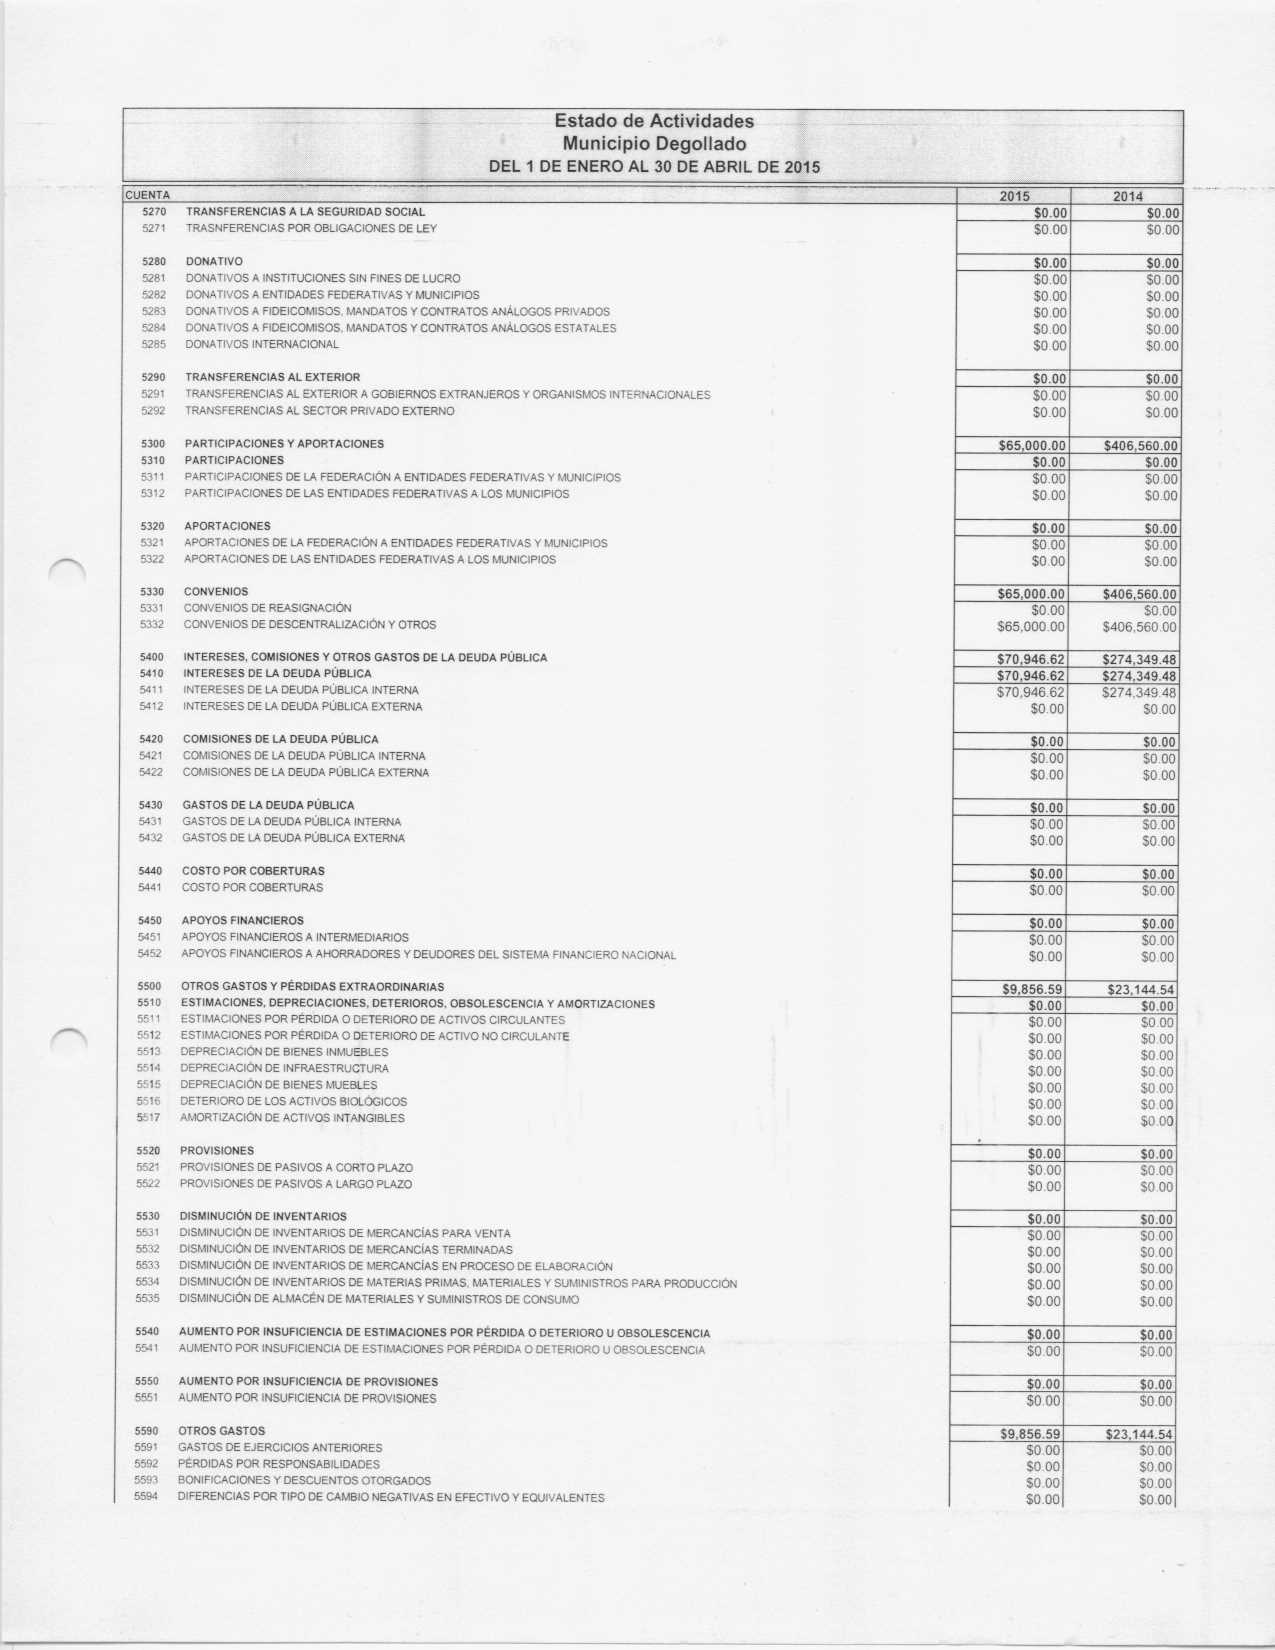 Estado de Actividades
Municipio Degollado
DEL 1 DE ENERO AL 30 DE ABRIL DE 2015
CUENTA 2015 2014
5270 TRANSFERENCIAS A LA SEGURIDAD SOCIAL $0.00 $0.00
5271 TRASNFERENCIAS POR OBLIGACIONES DE LEY $0.00 $0.00
5280 DONATIVO $0.00 $0.00
5281 DONATIVOS A INSTITUCIONES SIN FINES DE LUCRO $0.00 $0.00
5282 DONATIVOS A ENTIDADES FEDERATIVAS Y MUNICIPIOS $0.00 $0.00
5283 DONATIVOS A FIDEICOMISOS, MANDATOS Y CONTRATOS ANÁLOGOS PRIVADOS $0.00 $0.00
5284 DONATIVOS A FIDEICOMISOS, MANDATOS Y CONTRATOS ANÁLOGOS ESTATALES $0.00 $0.00
5285 DONATIVOS INTERNACIONAL $0.00 $0.00
5290 TRANSFERENCIAS AL EXTERIOR $0.00 $0.00
5291 TRANSFERENCIAS AL EXTERIOR A GOBIERNOS EXTRANJEROS Y ORGANISMOS INTERNACIONALES $0.00 $0.00
5292 TRANSFERENCIAS AL SECTOR PRIVADO EXTERNO $0.00 $0.00
5300 PARTICIPACIONES Y APORTACIONES $65,000.00 $406,560.00
5310 PARTICIPACIONES $0.00 $0.00
5311 PARTICIPACIONES DE LA FEDERACIÓN A ENTIDADES FEDERATIVAS Y MUNICIPIOS $0.00 $0.00
5312 PARTICIPACIONES DE LAS ENTIDADES FEDERATIVAS A LOS MUNICIPIOS $0.00 $0.00
5320 APORTACIONES $0.00 $0.00
5321 APORTACIONES DE LA FEDERACIÓN A ENTIDADES FEDERATIVAS Y MUNICIPIOS $0.00 $0.00
5322 APORTACIONES DE LAS ENTIDADES FEDERATIVAS A LOS MUNICIPIOS $0.00 $0.00
5330 CONVENIOS $65,000.00 $406,560.00
5331 CONVENIOS DE REASIGNACIÓN $0.00 $0.00
5332 CONVENIOS DE DESCENTRALIZACIÓN Y OTROS $65,000.00 $406,560.00
5400 INTERESES, COMISIONES Y OTROS GASTOS DE LA DEUDA PÚBLICA $70,946.62 $274,349.48
5410 INTERESES DE LA DEUDA PÚBLICA $70,946.62 $274,349.48
5411 INTERESES DE LA DEUDA PÚBLICA INTERNA $70,946.62 $274,349.48
5412 INTERESES DE LA DEUDA PÚBLICA EXTERNA $0.00 $0.00
5420 COMISIONES DE LA DEUDA PÚBLICA $0.00 $0.00
5421 COMISIONES DE LA DEUDA PÚBLICA INTERNA $0.00 $0.00
5422 COMISIONES DE LA DEUDA PÚBLICA EXTERNA $0.00 $0.00
5430 GASTOS DE LA DEUDA PÚBLICA $0.00 $0.00
5431 GASTOS DE LA DEUDA PÚBLICA INTERNA $0.00 $0.00
5432 GASTOS DE LA DEUDA PÚBLICA EXTERNA $0.00 $0.00
5440 COSTO POR COBERTURAS $0.00 $0.00
5441 COSTO POR COBERTURAS $0.00 $0.00
5450 APOYOS FINANCIEROS $0.00 $0.00
5451 APOYOS FINANCIEROS A INTERMEDIARIOS $0.00 $0.00
5452 APOYOS FINANCIEROS A AHORRADORES Y DEUDORES DEL SISTEMA FINANCIERO NACIONAL $0.00 $0.00
5500 OTROS GASTOS Y PÉRDIDAS EXTRAORDINARIAS $9,856.59 $23,144.54
5510 ESTIMACIONES, DEPRECIACIONES, DETERIOROS, OBSOLESCENCIA Y AMORTIZACIONES $0.00 $0.00
5511 ESTIMACIONES POR PÉRDIDA O DETERIORO DE ACTIVOS CIRCULANTES $0.00 $0.00
5512 ESTIMACIONES POR PÉRDIDA O DETERIORO DE ACTIVO NO CIRCULANTE $0.00 $0.00
5513 DEPRECIACIÓN DE BIENES INMUEBLES $0.00 $0.00
5514 DEPRECIACIÓN DE INFRAESTRUCTURA $0.00 $0.00
5515 DEPRECIACIÓN DE BIENES MUEBLES $0.00 $0.00
5516 DETERIORO DE LOS ACTIVOS BIOLÓGICOS $0.00 $0.00
5517 AMORTIZACIÓN DE ACTIVOS INTANGIBLES $0.00 $0.00
5520 PROVISIONES $0.00 $0.00
5521 PROVISIONES DE PASIVOS A CORTO PLAZO $0.00 $0.00
5522 PROVISIONES DE PASIVOS A LARGO PLAZO $0.00 $0.00
5530 DISMINUCIÓN DE INVENTARIOS $0.00 $0.00
5531 DISMINUCIÓN DE INVENTARIOS DE MERCANCÍAS PARA VENTA $0.00 $0.00
5532 DISMINUCIÓN DE INVENTARIOS DE MERCANCÍAS TERMINADAS $0.00 $0.00
5533 DISMINUCIÓN DE INVENTARIOS DE MERCANCÍAS EN PROCESO DE ELABORACIÓN $0.00 $0.00
5534 DISMINUCIÓN DE INVENTARIOS DE MATERIAS PRIMAS, MATERIALES Y SUMINISTROS PARA PRODUCCIÓN $0.00 $0.00
5535 DISMINUCIÓN DE ALMACÉN DE MATERIALES Y SUMINISTROS DE CONSUMO $0.00 $0.00
5540 AUMENTO POR INSUFICIENCIA DE ESTIMACIONES POR PÉRDIDA O DETERIORO U OBSOLESCENCIA $0.00 $0.00
5541 AUMENTO POR INSUFICIENCIA DE ESTIMACIONES POR PÉRDIDA O DETERIORO U OBSOLESCENCIA $0.00 $0.00
5550 AUMENTO POR INSUFICIENCIA DE PROVISIONES $0.00 $0.00
5551 AUMENTO POR INSUFICIENCIA DE PROVISIONES $0.00 $0.00
5590 OTROS GASTOS $9,856.59 $23,144.54
5591 GASTOS DE EJERCICIOS ANTERIORES $0.00 $0.00
5592 PÉRDIDAS POR RESPONSABILIDADES $0.00 $0.00
5593 BONIFICACIONES Y DESCUENTOS OTORGADOS $0.00 $0.00
5594 DIFERENCIAS POR TIPO DE CAMBIO NEGATIVAS EN EFECTIVO Y EQUIVALENTES $0.00 $0.00